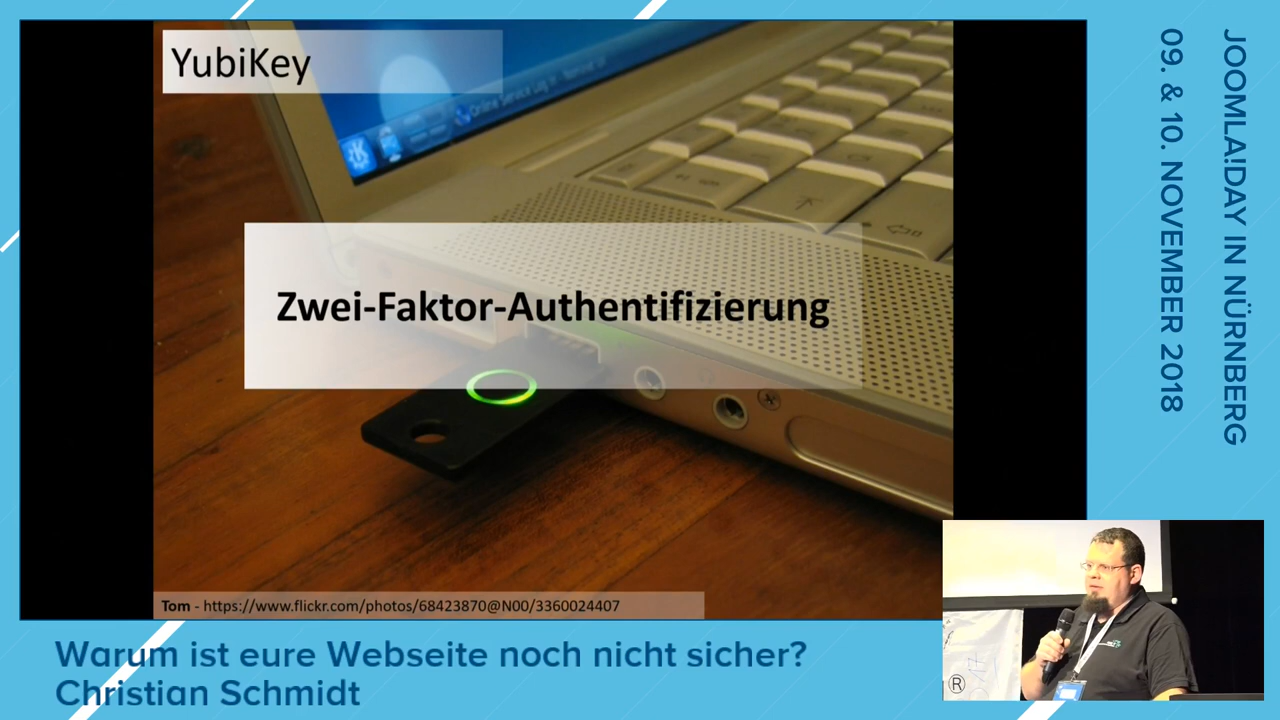 YubiKey
Zwei-Faktor-Authentifizierung
Tom - https://www.flickr.com/photos/68423870@N00/3360024407
JOOMLA!DAY IN NÜRNBERG
09. & 10. NOVEMBER 2018
Warum ist eure Webseite noch nicht sicher?
Christian Schmidt
®